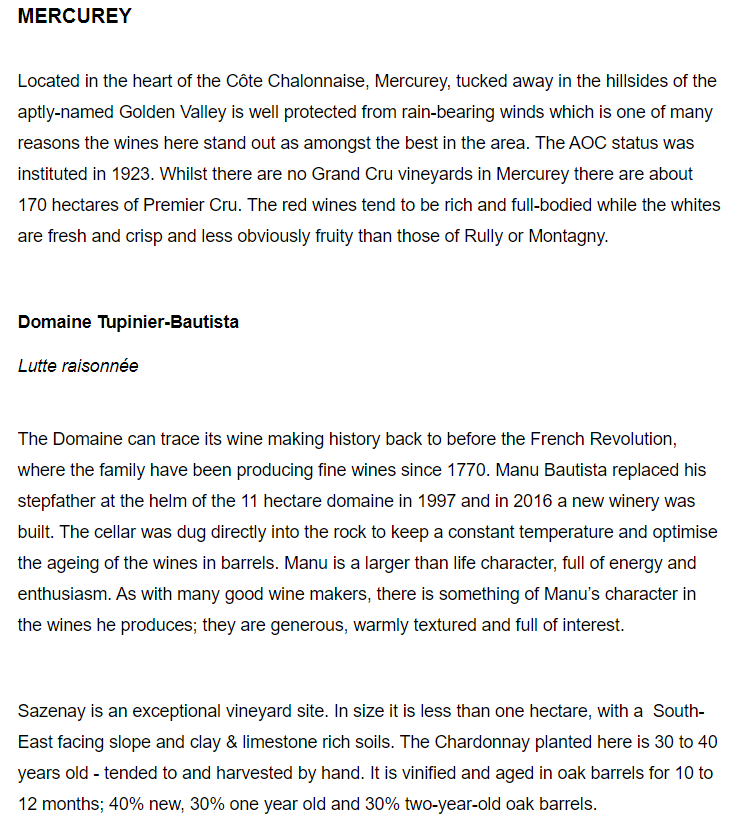 MERCUREY
Located in the heart of the Côte Chalonnaise, Mercurey, tucked away in the hillsides of the
aptly-named Golden Valley is well protected from rain-bearing winds which is one of many
reasons the wines here stand out as amongst the best in the area. The AOC status was
instituted in 1923. Whilst there are no Grand Cru vineyards in Mercurey there are about
170 hectares of Premier Cru. The red wines tend to be rich and full-bodied while the whites
are fresh and crisp and less obviously fruity than those of Rully or Montagny.
Domaine Tupinier-Bautista
Lutte raisonnée
The Domaine can trace its wine making history back to before the French Revolution,
where the family have been producing fine wines since 1770. Manu Bautista replaced his
stepfather at the helm of the 11 hectare domaine in 1997 and in 2016 a new winery was
built. The cellar was dug directly into the rock to keep a constant temperature and optimise
the ageing of the wines in barrels. Manu is a larger than life character, full of energy and
enthusiasm. As with many good wine makers, there is something of Manu’s character in
the wines he produces; they are generous, warmly textured and full of interest.
Sazenay is an exceptional vineyard site. In size it is less than one hectare, with a  South-
East facing slope and clay & limestone rich soils. The Chardonnay planted here is 30 to 40
years old - tended to and harvested by hand. It is vinified and aged in oak barrels for 10 to
12 months; 40% new, 30% one year old and 30% two-year-old oak barrels.